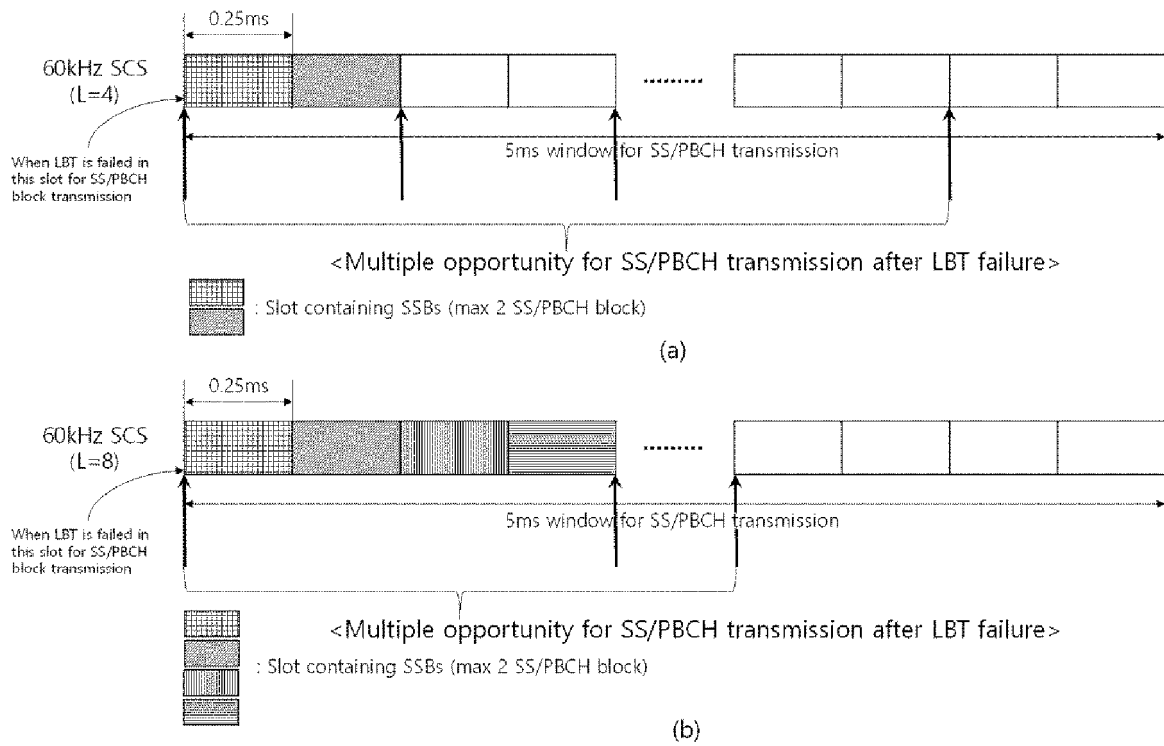 (a)
0.25ms
60kHz SCS
(L=4)
When LBT is failed in
this slot for SS/PBCH
block transmission
5ms window for SS/PBCH transmission
<Multiple opportunity for SS/PBCH transmission after LBT failure>
: Slot containing SSBs (max 2 SS/PBCH block)
(a)
0.25ms
60kHz SCS
(L=8)
When LBT is failed in
this slot for SS/PBCH
block transmission
5ms window for SS/PBCH transmission
<Multiple opportunity for SS/PBCH transmission after LBT failure>
: Slot containing SSBs (max 2 SS/PBCH block)
(b)